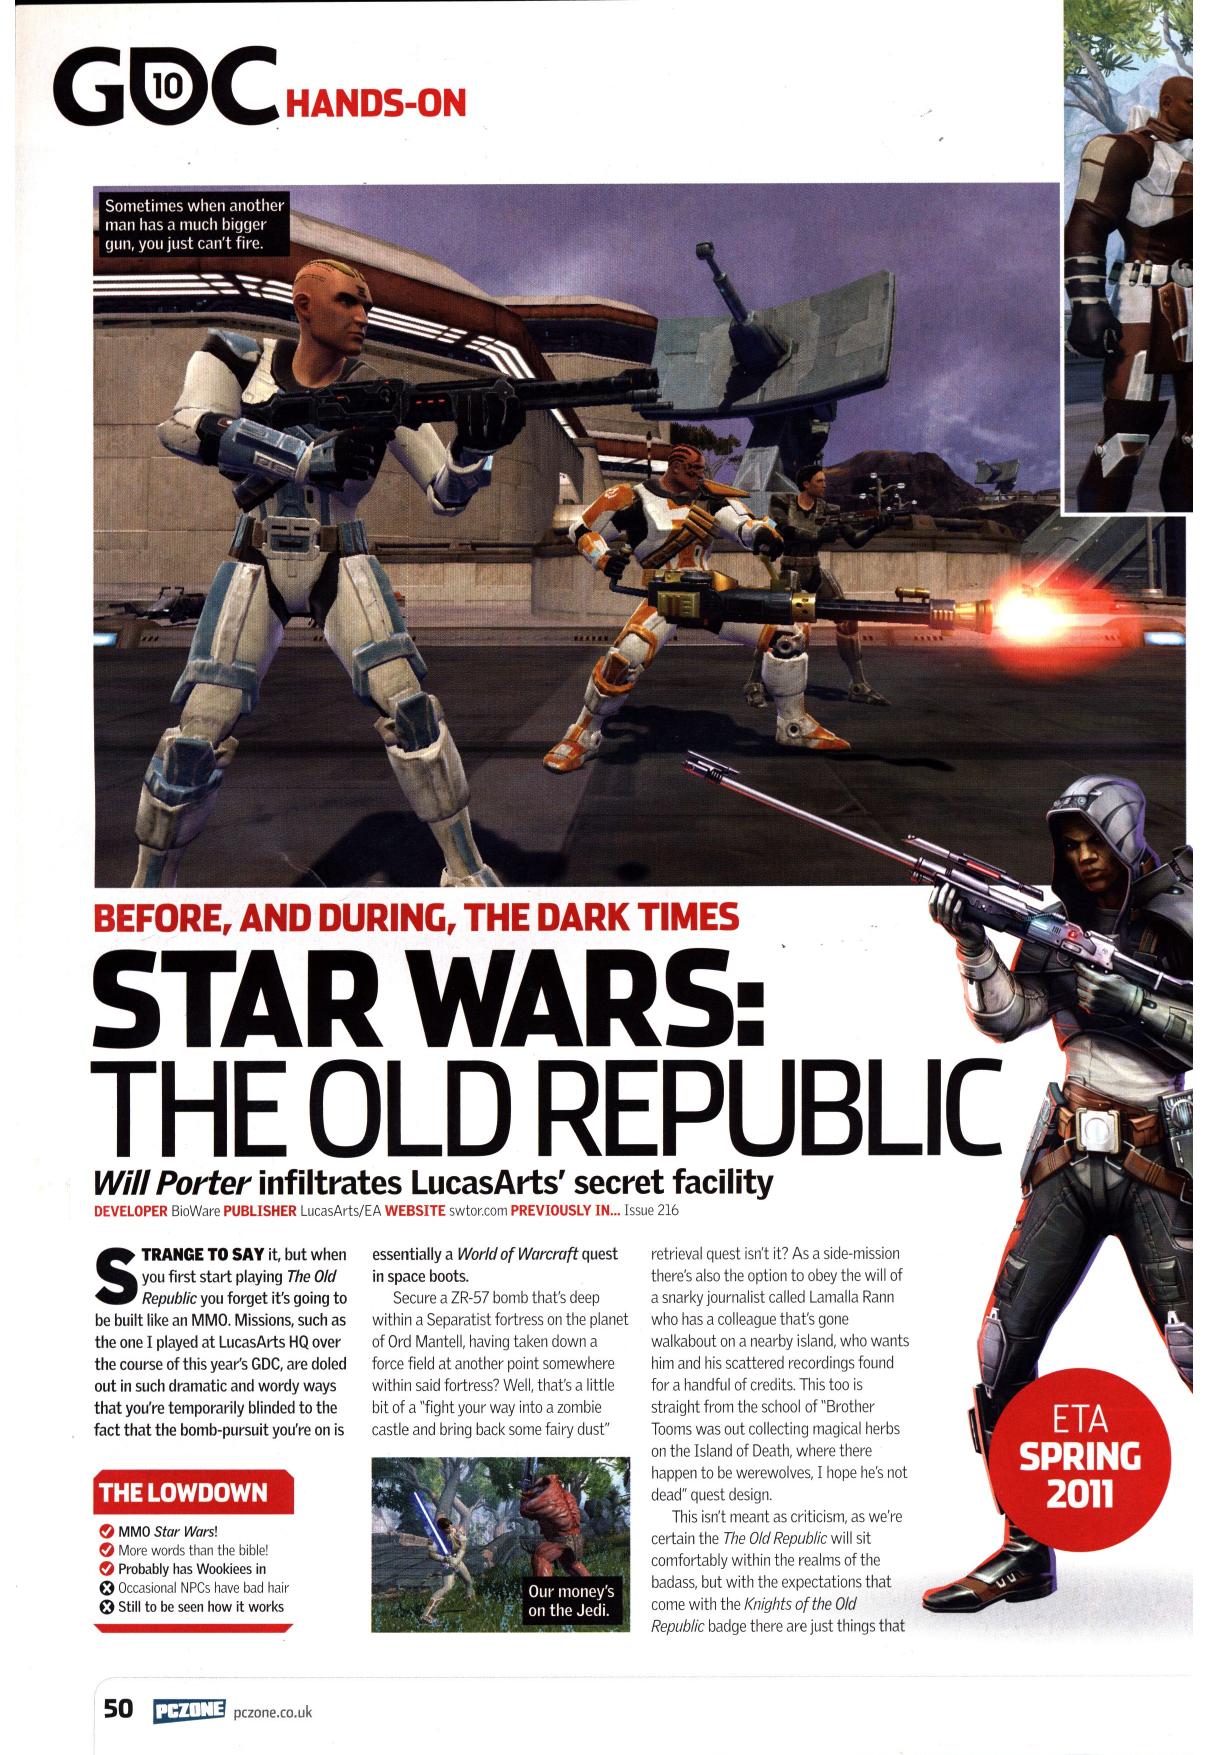 GDC
10
HANDS-ON
Sometimes when another
man has a much bigger
gun, you just can't fire.
BEFORE, AND DURING, THE DARK TIMES
STAR WARS:
THE OLD REPUBLIC
Will Porter infiltrates LucasArts' secret facility
DEVELOPER BioWare PUBLISHER LucasArts/EA WEBSITE swtor.com PREVIOUSLY IN... Issue 216
STRANGE TO SAY it, but when
you first start playing The Old
Republic you forget it's going to
be built like an MMO. Missions, such as
the one I played at LucasArts HQ over
the course of this year's GDC, are doled
out in such dramatic and wordy ways
that you're temporarily blinded to the
fact that the bomb-pursuit you're on is
essentially a World of Warcraft quest
in space boots.
Secure a ZR-57 bomb that's deep
within a Separatist fortress on the planet
of Ord Mantell, having taken down a
force field at another point somewhere
within said fortress? Well, that's a little
bit of a "fight your way into a zombie
castle and bring back some fairy dust"
retrieval quest isn't it? As a side-mission
there's also the option to obey the will of
a snarky journalist called Lamalla Rann
who has a colleague that's gone
walkabout on a nearby island, who wants
him and his scattered recordings found
for a handful of credits. This too is
straight from the school of "Brother
Tooms was out collecting magical herbs
on the Island of Death, where there
happen to be werewolves, I hope he's not
dead" quest design.
This isn't meant as criticism, as we're
certain the The Old Republic will sit
comfortably within the realms of the
badass, but with the expectations that
come with the Knights of the Old
Republic badge there are just things that
THE LOWDOWN
MMO Star Wars!
More words than the bible!
Probably has Wookiees in
Occasional NPCs have bad hair
Still to be seen how it works
Our money's
on the Jedi.
ETA
SPRING
2011
50 PCZONE pczone.co.uk